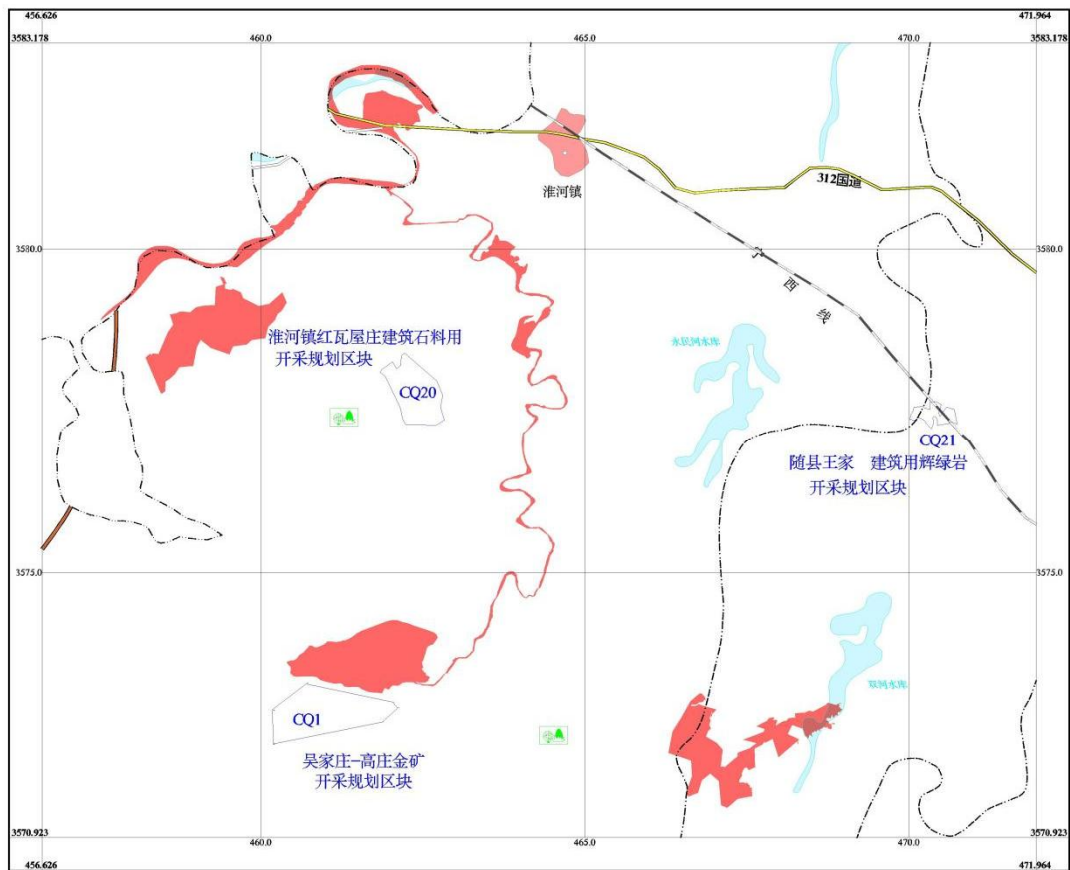 456.626
471.964
3583.178
460.0
465.0
470.0
3583.178
312国道
淮河镇
3580.0
3580.0
宁西线
淮河镇红瓦屋庄建筑石料用
开采规划区块
CQ20
CQ21
随县王家 建筑用辉绿岩
开采规划区块
3575.0
3575.0
双河水库
CQ1
吴家庄-高庄金矿
开采规划区块
3570.923
3570.923
460.0
465.0
470.0
456.626
471.964